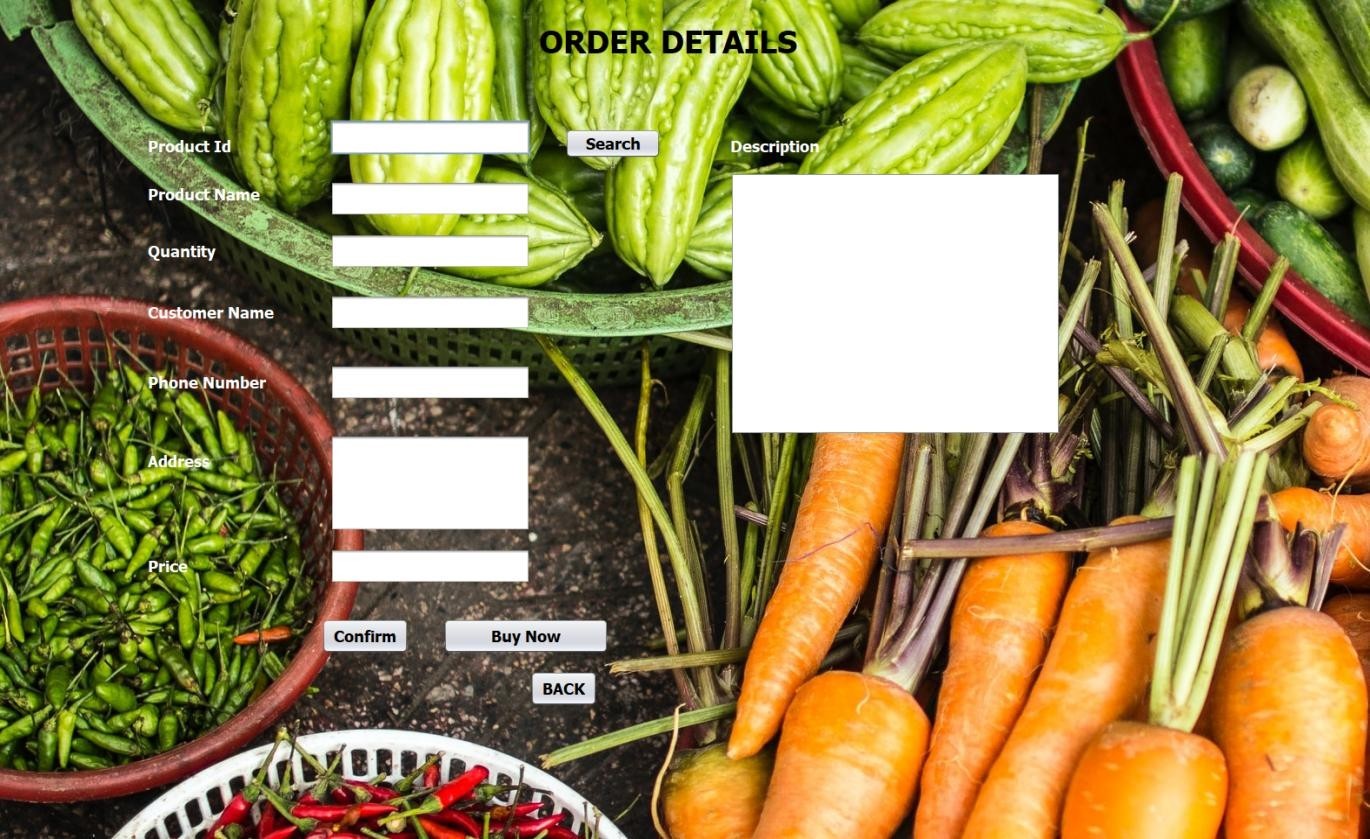 ORDER DETAILS
Product Id
Search
Description
Product Name
Quantity
Customer Name
Phone Number
Address
Price
Confirm
Buy Now
BACK